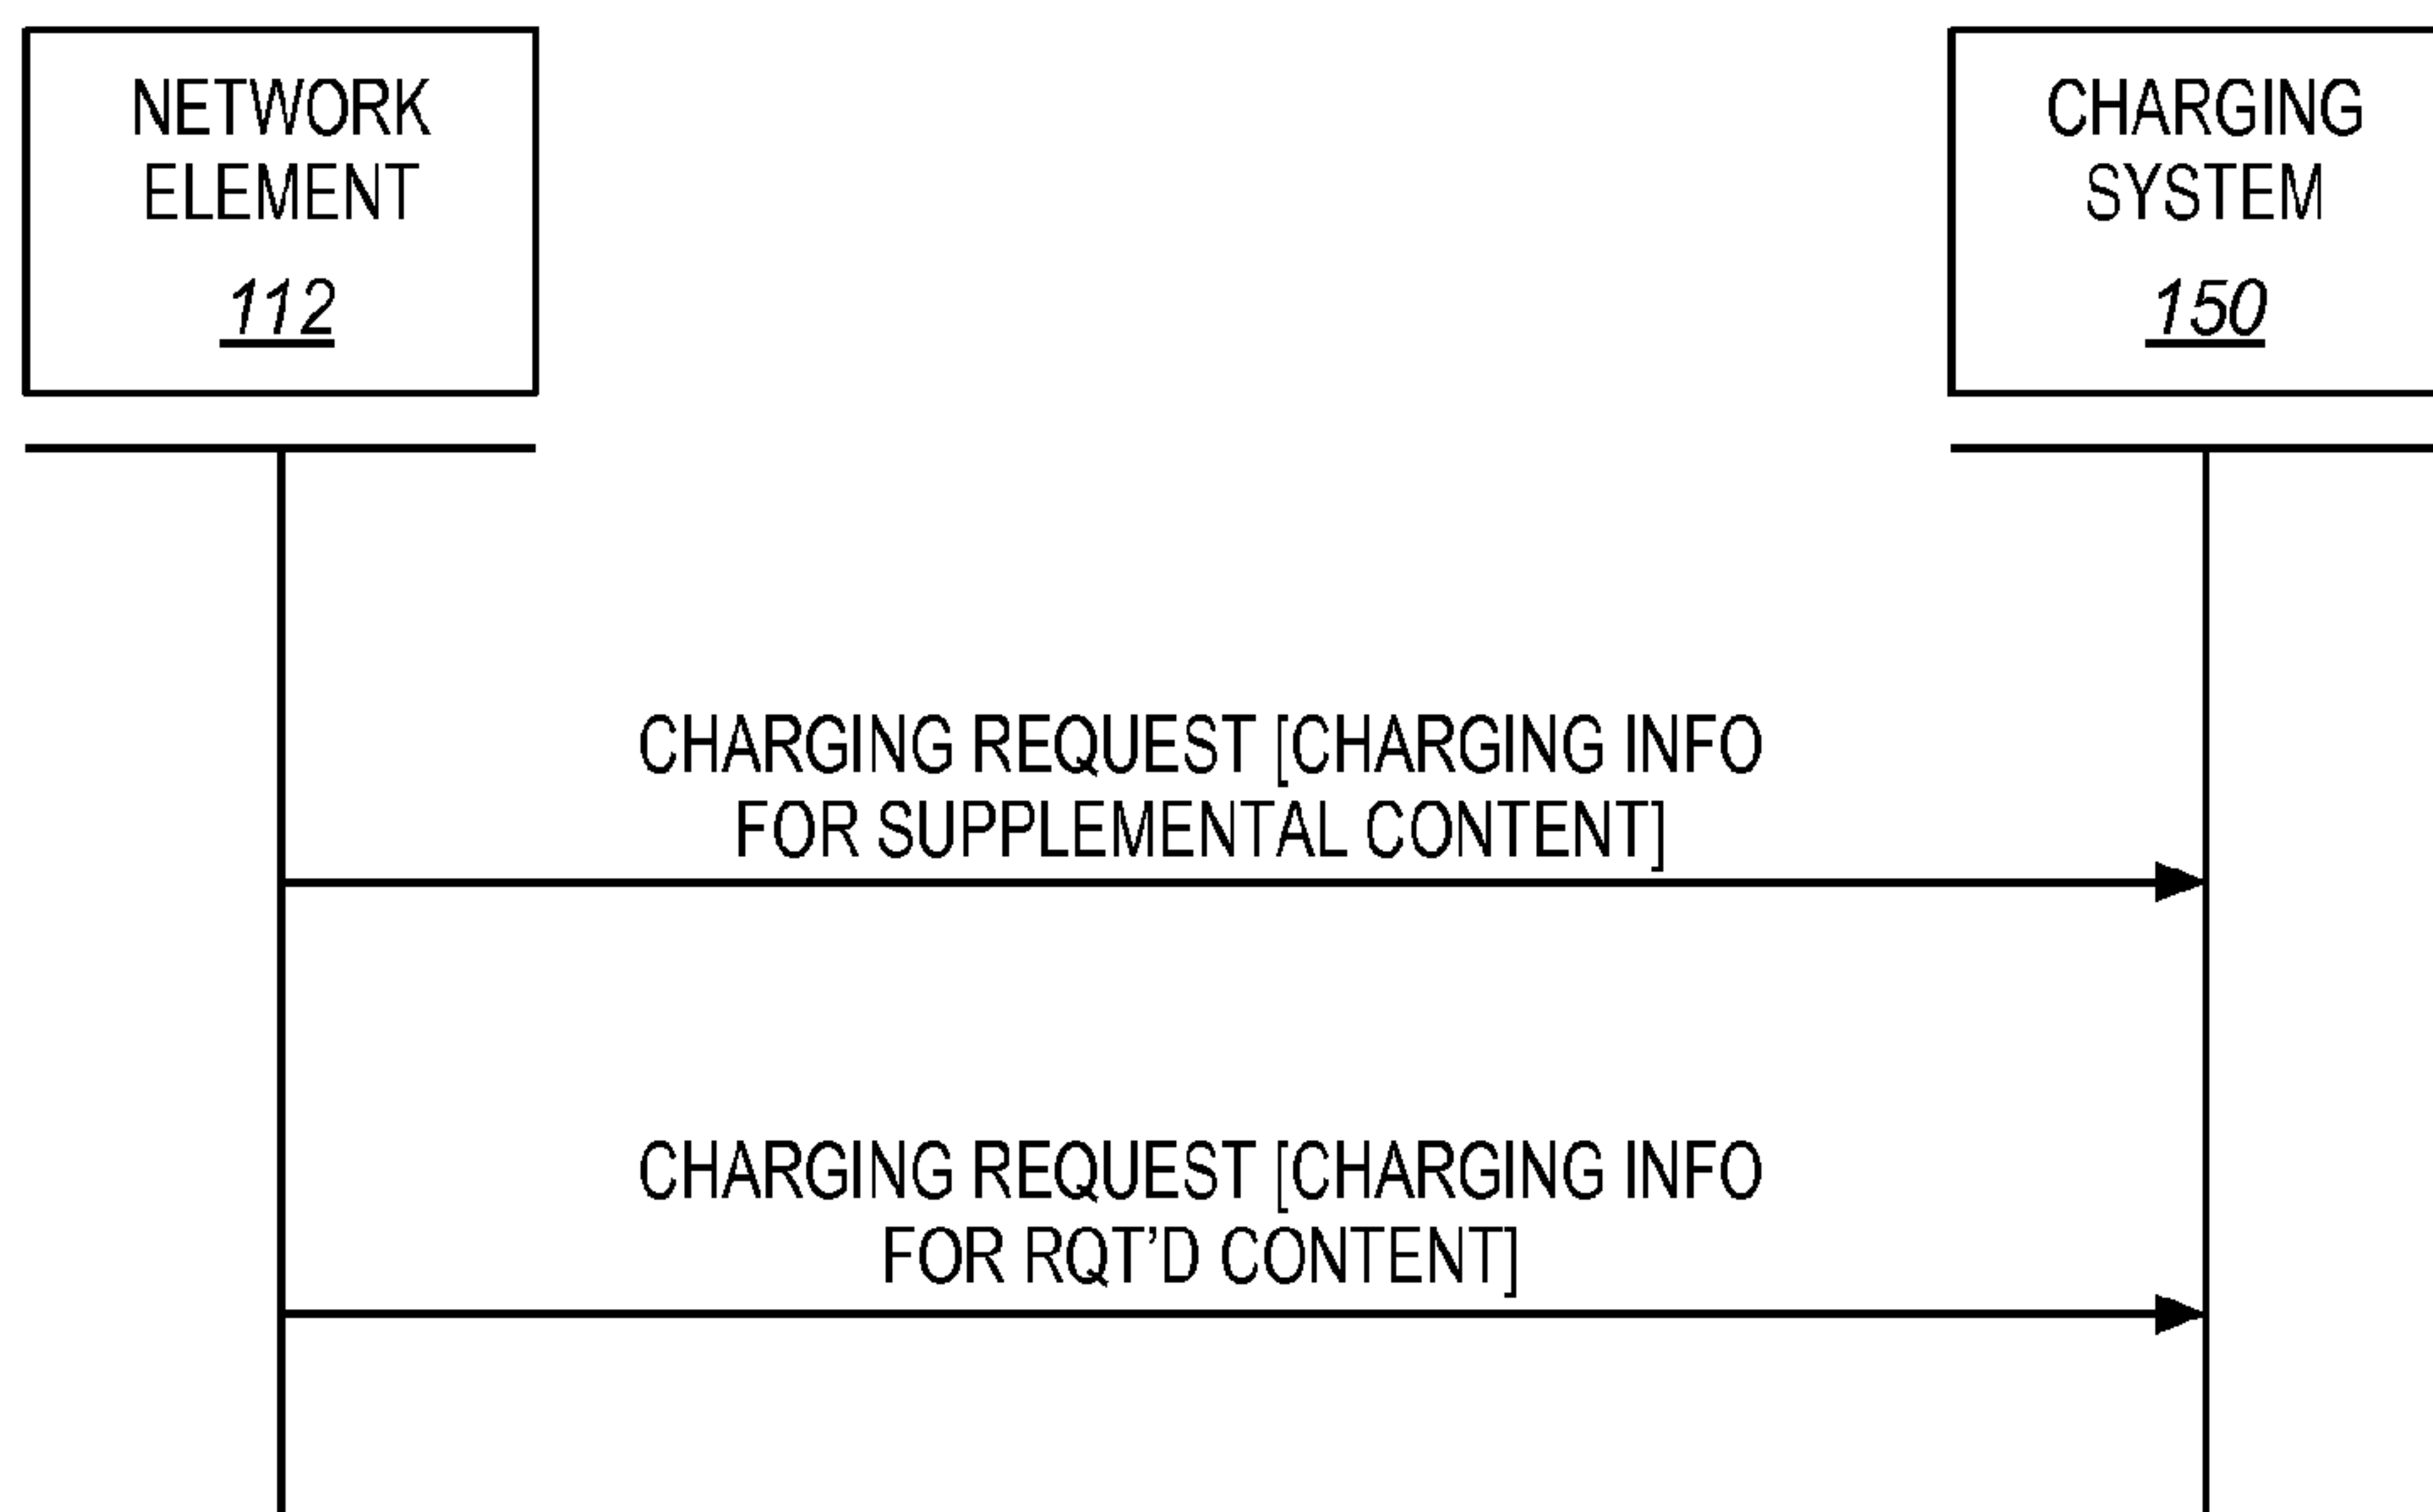 NETWORK
ELEMENT
112
CHARGING
SYSTEM
150
CHARGING REQUEST [CHARGING INFO
FOR SUPPLEMENTAL CONTENT]
CHARGING REQUEST [CHARGING INFO
FOR RQT’D CONTENT]